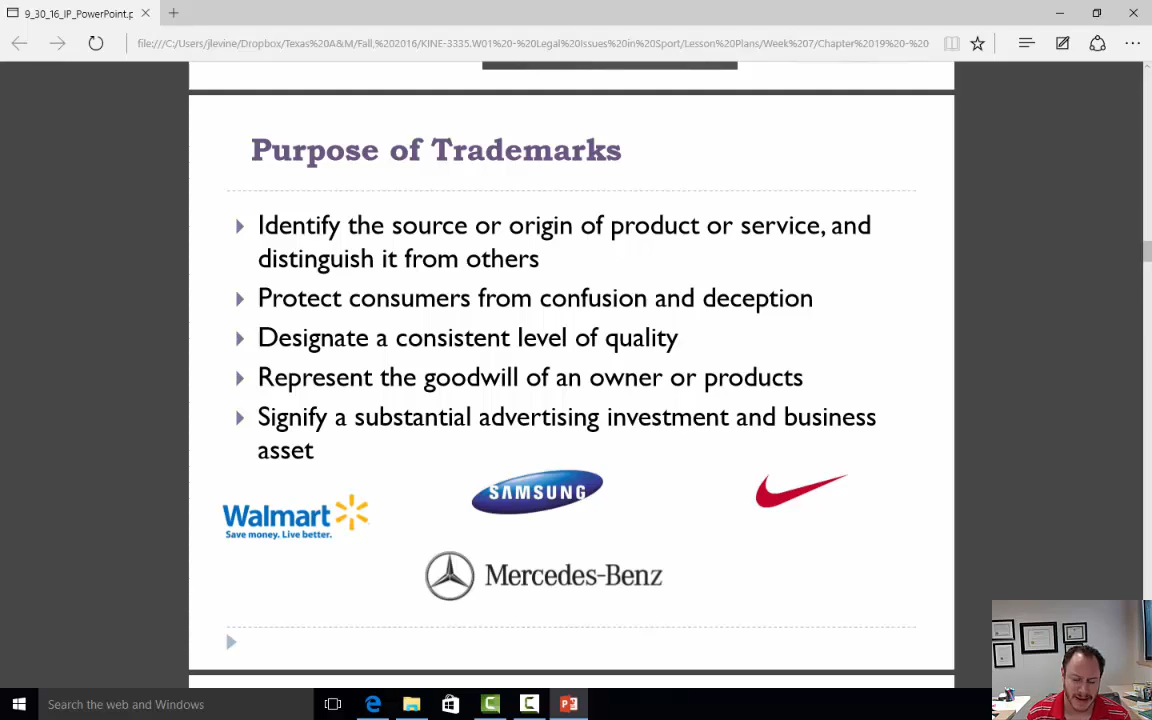 9_30_16_IP_PowerPoint.p
file:///C:/Users/jlevine/Dropbox/Texas%20A&M/Fall,%202016/KINE-3335.W01%20-%20Legal%20Issues%20in%20Sport/Lesson%20Plans/Week%207/Chapter%2019%20-%20
Purpose of Trademarks
Identify the source or origin of product or service, and
distinguish it from others
Protect consumers from confusion and deception
Designate a consistent level of quality
Represent the goodwill of an owner or products
Signify a substantial advertising investment and business
asset
SAMSUNG
Walmart
Save money. Live better.
Mercedes-Benz
Search the web and Windows